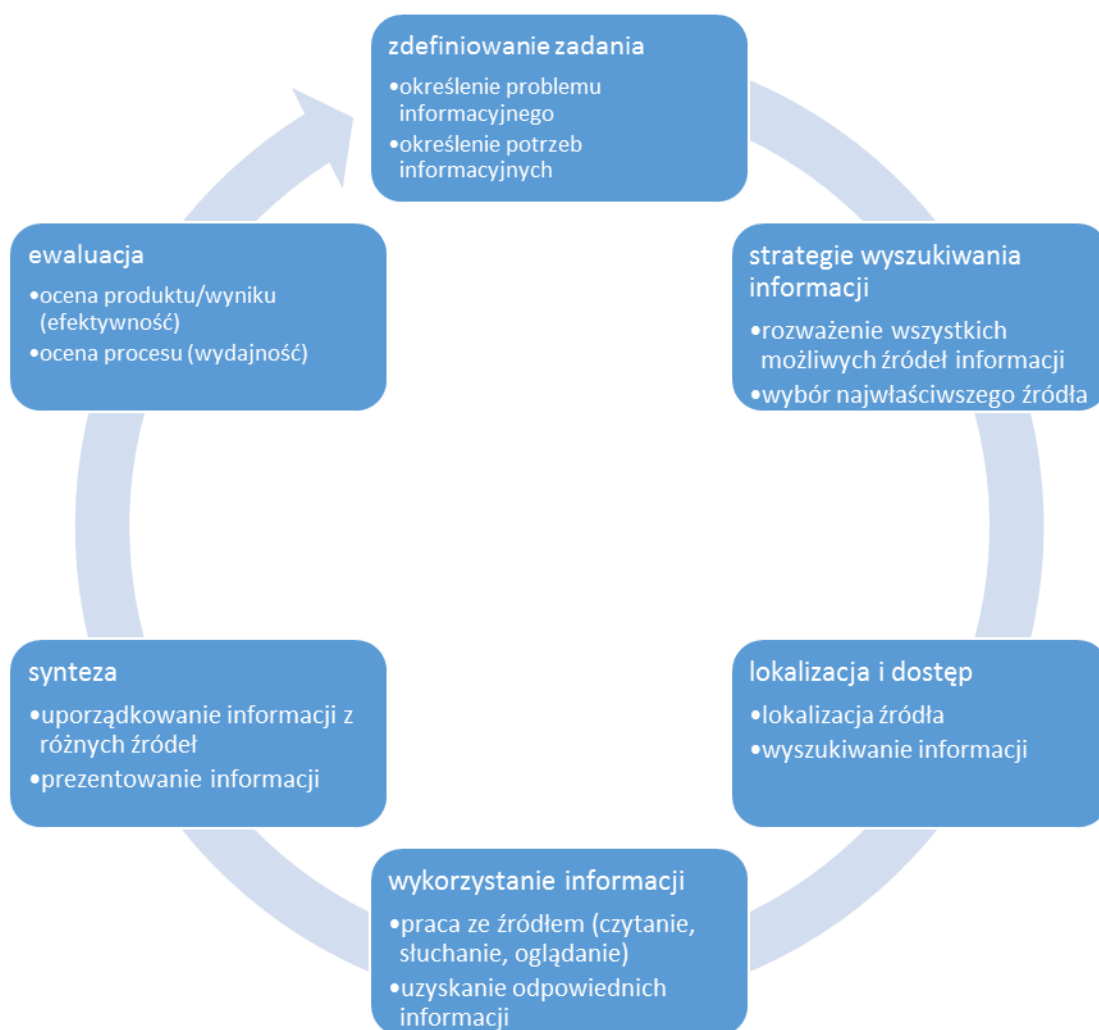 zdefiniowanie zadania
•określenie problemu
informacyjnego
•określenie potrzeb
informacyjnych
strategie wyszukiwania
informacji
•rozważenie wszystkich
możliwych źródeł informacji
•wybór najwłaściwszego źródła
lokalizacja i dostęp
•lokalizacja źródła
•wyszukiwanie informacji
wykorzystanie informacji
•praca ze źródłem (czytanie,
słuchanie, oglądanie)
•uzyskanie odpowiednich
informacji
synteza
•uporządkowanie informacji z
różnych źródeł
•prezentowanie informacji
ewaluacja
•ocena produktu/wyniku
(efektywność)
•ocena procesu (wydajność)